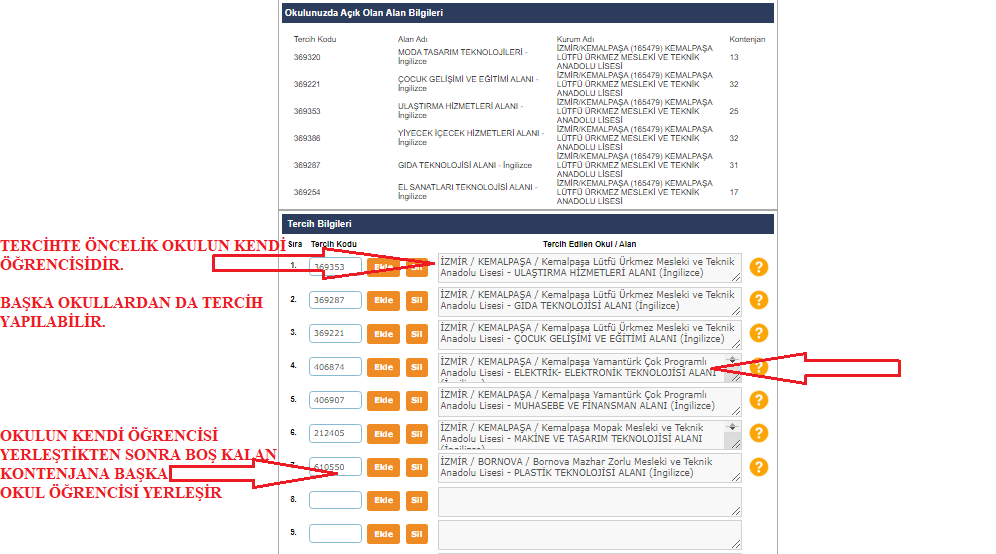 Okulunuzda Açık Olan Alan Bilgileri
Tercih Kodu Alan Adı Kurum Adı Kontenjan
369320 MODA TASARIM TEKNOLOJİLERİ - İngilizce İZMİR/KEMALPAŞA (165479) KEMALPAŞA LÜTFÜ ÜRKMEZ MESLEKİ VE TEKNİK ANADOLU LİSESİ 13
369221 ÇOCUK GELİŞİMİ VE EĞİTİMİ ALANI - İngilizce İZMİR/KEMALPAŞA (165479) KEMALPAŞA LÜTFÜ ÜRKMEZ MESLEKİ VE TEKNİK ANADOLU LİSESİ 32
369353 ULAŞTIRMA HİZMETLERİ ALANI - İngilizce İZMİR/KEMALPAŞA (165479) KEMALPAŞA LÜTFÜ ÜRKMEZ MESLEKİ VE TEKNİK ANADOLU LİSESİ 25
369386 YİYECEK İÇECEK HİZMETLERİ ALANI - İngilizce İZMİR/KEMALPAŞA (165479) KEMALPAŞA LÜTFÜ ÜRKMEZ MESLEKİ VE TEKNİK ANADOLU LİSESİ 32
369287 GIDA TEKNOLOJİSİ ALANI - İngilizce İZMİR/KEMALPAŞA (165479) KEMALPAŞA LÜTFÜ ÜRKMEZ MESLEKİ VE TEKNİK ANADOLU LİSESİ 31
369254 EL SANATLARI TEKNOLOJİSİ ALANI - İngilizce İZMİR/KEMALPAŞA (165479) KEMALPAŞA LÜTFÜ ÜRKMEZ MESLEKİ VE TEKNİK ANADOLU LİSESİ 17
Tercih Bilgileri
Sıra Tercih Kodu Tercih Edilen Okul / Alan
TERCİHTE ÖNCELİK OKULUN KENDİ
ÖĞRENCİSİDİR.
1. 369353 Ekle Sil İZMİR / KEMALPAŞA / Kemalpaşa Lütfü Ürkmez Mesleki ve Teknik
Anadolu Lisesi - ULAŞTIRMA HİZMETLERİ ALANI (İngilizce) ?
BAŞKA OKULLARDAN DA TERCİH
YAPILABİLİR.
2. 369287 Ekle Sil İZMİR / KEMALPAŞA / Kemalpaşa Lütfü Ürkmez Mesleki ve Teknik
Anadolu Lisesi - GIDA TEKNOLOJİSİ ALANI (İngilizce) ?
3. 369221 Ekle Sil İZMİR / KEMALPAŞA / Kemalpaşa Lütfü Ürkmez Mesleki ve Teknik
Anadolu Lisesi - ÇOCUK GELİŞİMİ VE EĞİTİMİ ALANI (İngilizce) ?
4. 406874 Ekle Sil İZMİR / KEMALPAŞA / Kemalpaşa Yamantürk Çok Programlı
Anadolu Lisesi - ELEKTRİK- ELEKTRONİK TEKNOLOJİSİ ALANI
(İngilizce) ?
5. 406907 Ekle Sil İZMİR / KEMALPAŞA / Kemalpaşa Yamantürk Çok Programlı
Anadolu Lisesi - MUHASEBE VE FİNANSMAN ALANI (İngilizce) ?
6. 212405 Ekle Sil İZMİR / KEMALPAŞA / Kemalpaşa Mopak Mesleki ve Teknik
Anadolu Lisesi - MAKİNE VE TASARIM TEKNOLOJİSİ ALANI
(İngilizce) ?
OKULUN KENDİ ÖĞRENCİSİ
YERLEŞTİKTEN SONRA BOŞ KALAN
KONTENJANA BAŞKA
OKUL ÖĞRENCİSİ YERLEŞİR
7. 610550 Ekle Sil İZMİR / BORNOVA / Bornova Mazhar Zorlu Mesleki ve Teknik
Anadolu Lisesi - PLASTİK TEKNOLOJİSİ ALANI (İngilizce) ?
8. Ekle Sil
9. Ekle Sil